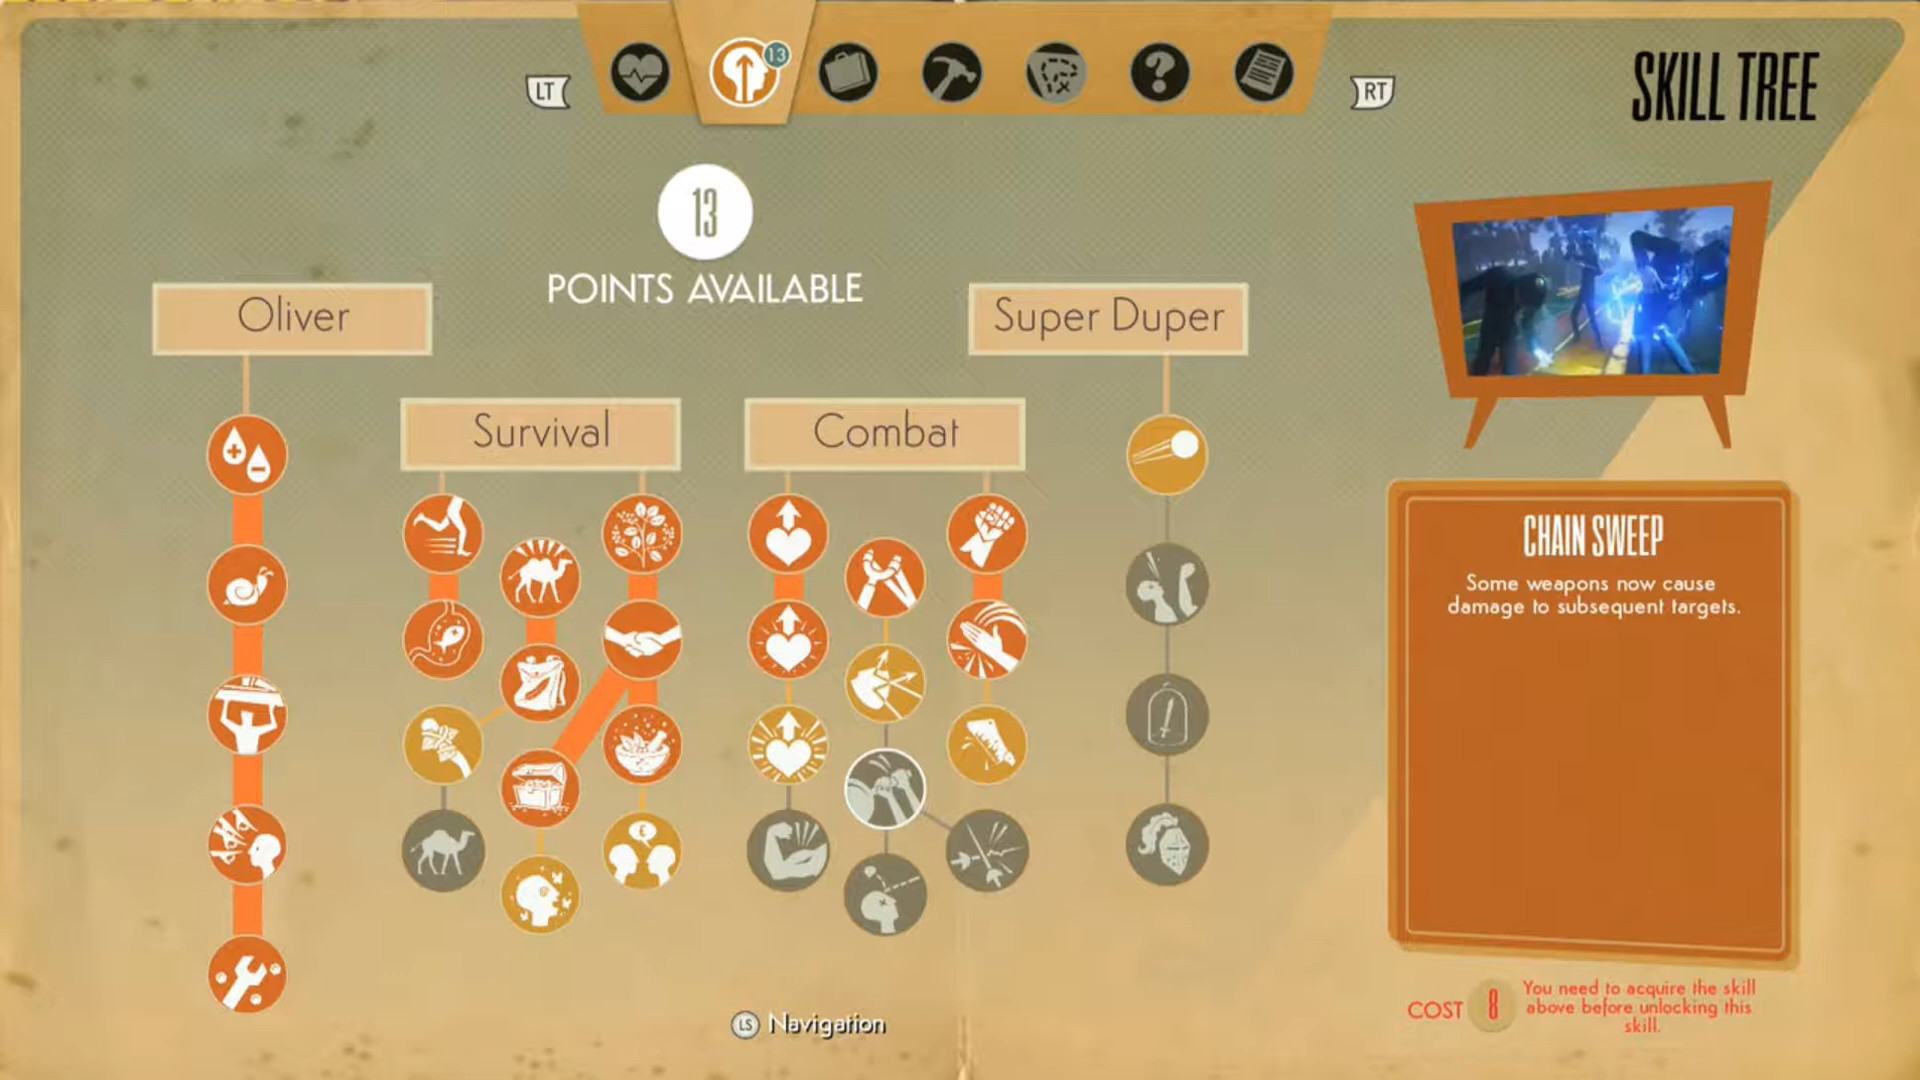 13
LT
RT
SKILL TREE
13
POINTS AVAILABLE
Oliver
Super Duper
Survival
Combat
£
CHAIN SWEEP
Some weapons now cause
damage to subsequent targets.
COST 8
You need to acquire the skill
above before unlocking this
skill.
LS Navigation